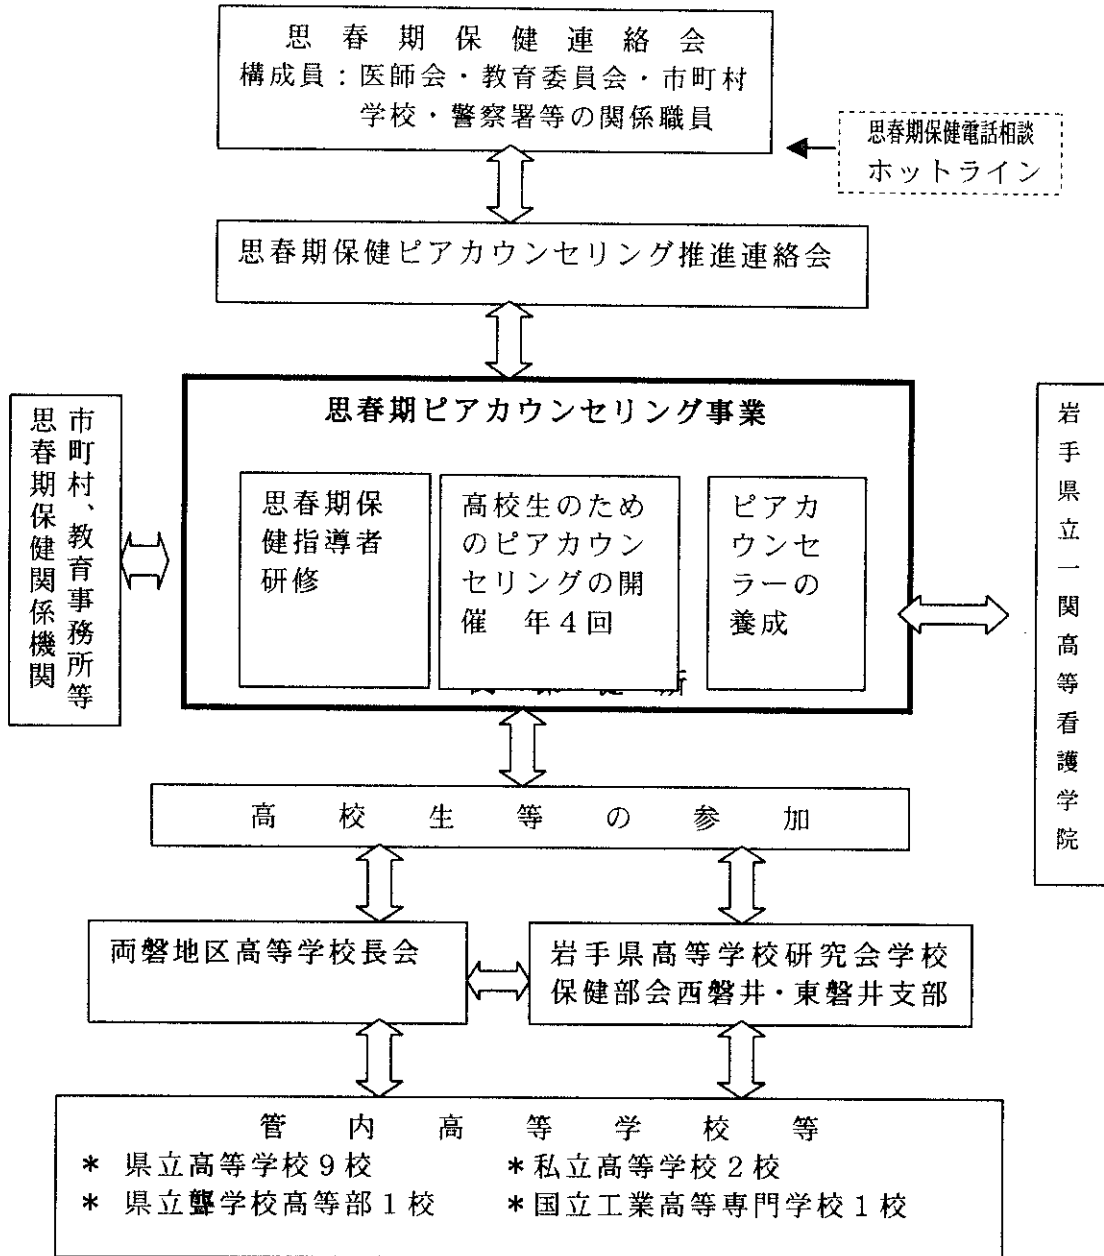 思春期保健連絡会
構成員：医師会・教育委員会・市町村
学校・警察署等の関係職員
思春期保健電話相談
ホットライン
思春期保健ピアカウンセリング推進連絡会
思春期ピアカウンセリング事業
市町村、教育事務所等
思春期保健関係機関
思春期保
健指導者
研修
高校生のため
のピアカウン
セリングの開
催　年４回
ピアカ
ウンセ
ラーの
養成
岩手県立一関高等看護学院
高校生等の参加
両磐地区高等学校長会
岩手県高等学校研究会学校
保健部会西磐井・東磐井支部
管内高等学校等
* 県立高等学校９校
* 私立高等学校２校
* 県立聾学校高等部１校
* 国立工業高等専門学校１校